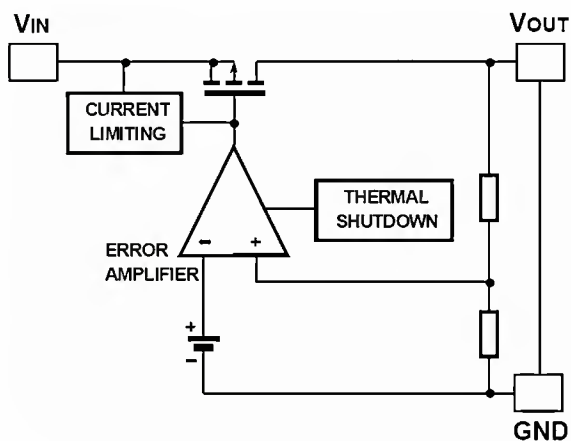 VIN
VOUT
CURRENT
LIMITING
THERMAL
SHUTDOWN
ERROR
AMPLIFIER
- +
+
-
GND